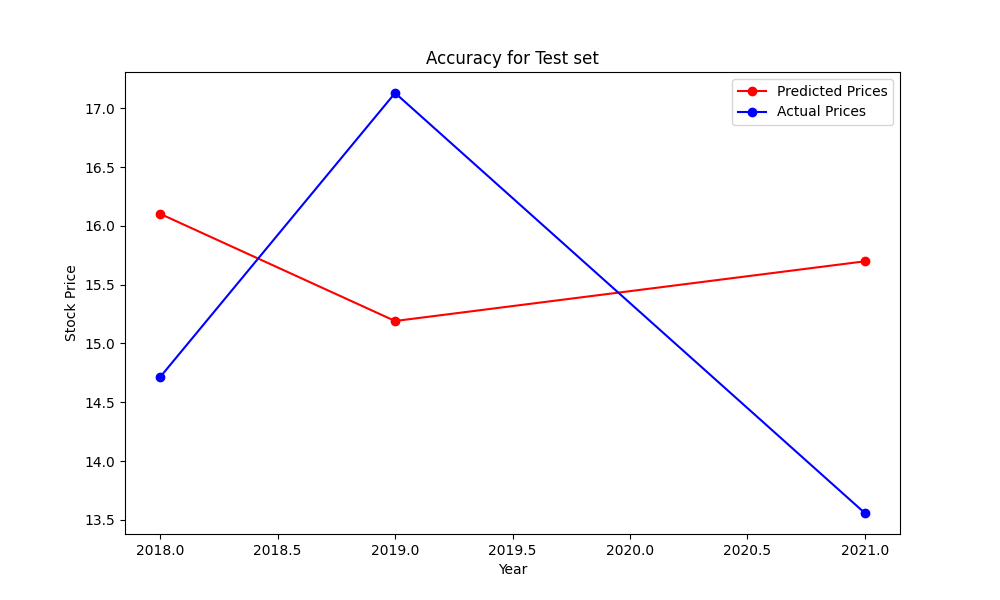 Accuracy for Test set
Predicted Prices
Actual Prices
17.0
16.5
16.0
15.5
15.0
14.5
14.0
13.5
Stock Price
2018.0 2018.5 2019.0 2019.5 2020.0 2020.5 2021.0
Year